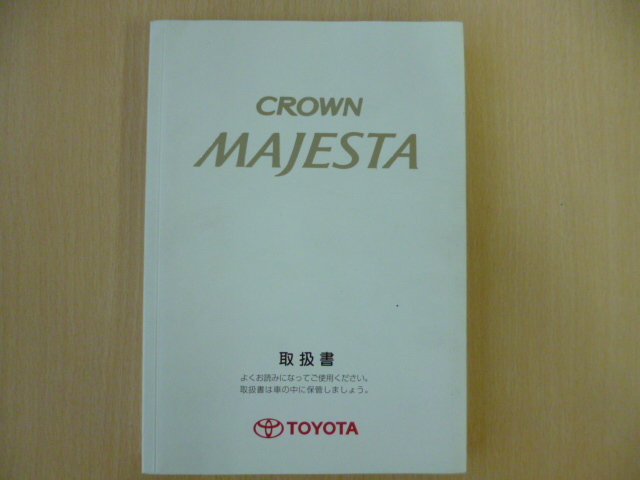 CROWN
MAJESTA
取扱書
よくお読みになってご使用ください。
取扱書は車の中に保管しましょう。
TOYOTA